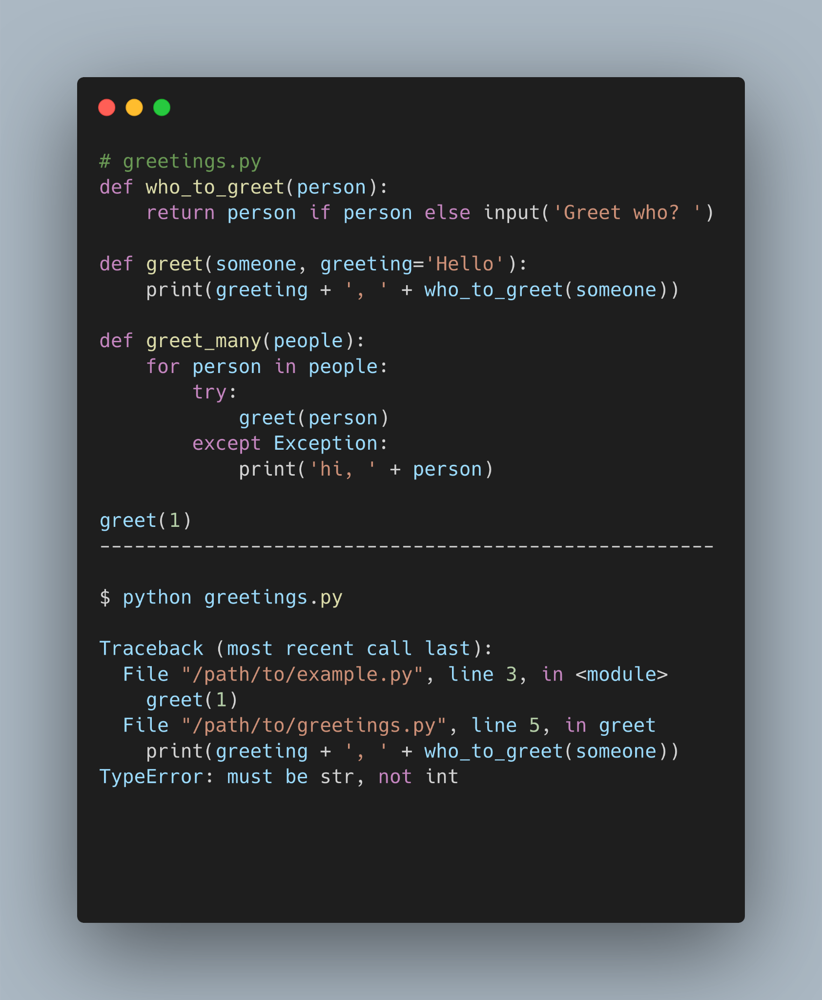 # greetings.py
def who_to_greet(person):
    return person if person else input('Greet who? ')

def greet(someone, greeting='Hello'):
    print(greeting + ', ' + who_to_greet(someone))

def greet_many(people):
    for person in people:
        try:
            greet(person)
        except Exception:
            print('hi, ' + person)

greet(1)
-----------------------------------------------------

$ python greetings.py

Traceback (most recent call last):
  File "/path/to/example.py", line 3, in <module>
    greet(1)
  File "/path/to/greetings.py", line 5, in greet
    print(greeting + ', ' + who_to_greet(someone))
TypeError: must be str, not int